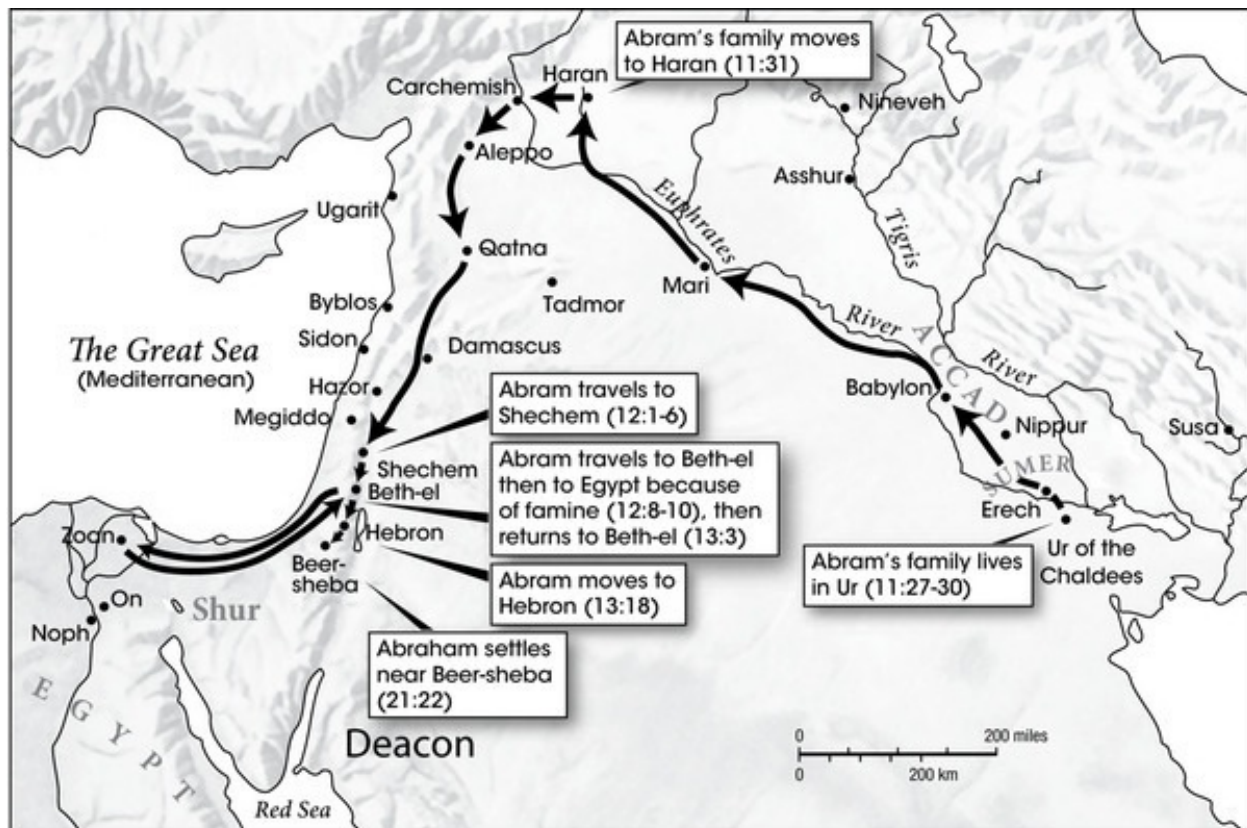 Abram's family moves
to Haran (11:31)
Carchemish
Haran
Nineveh
Aleppo
Asshur
Ugarit
Euphrates
Tigris
Qatna
Mari
Tadmor
Byblos
River
ACCAD
River
Sidon
The Great Sea
(Mediterranean)
Damascus
Hazor
Megiddo
Babylon
Nippur
Susa
Abram travels to
Shechem (12:1-6)
SUMER
Shechem
Beth-el
Abram travels to Beth-el
then to Egypt because
of famine (12:8-10), then
returns to Beth-el (13:3)
Erech
Zoan
Hebron
Ur of the
Chaldees
Beer-
sheba
Abram's family lives
in Ur (11:27-30)
Abram moves to
Hebron (13:18)
On
Shur
Noph
Abraham settles
near Beer-sheba
(21:22)
EGYPT
Deacon
0 200 miles
0 200 km
Red Sea